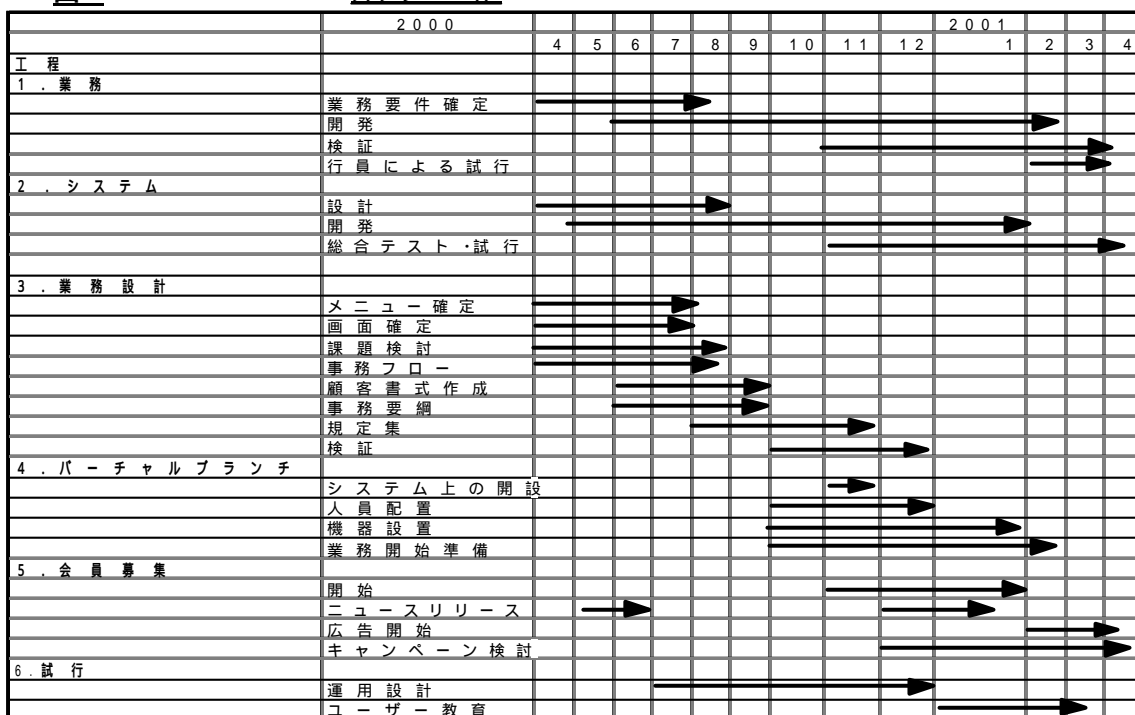 2000 2001
4 5 6 7 8 9 10 11 12 1 2 3 4
工程
1.業務
業務要件確定
開発
検証
行員による試行
2.システム
設計
開発
総合テスト・試行
3.業務設計
メニュー確定
画面確定
課題検討
事務フロー
顧客書式作成
事務要綱
規定集
検証
4.バーチャルブランチ
システム上の開設
人員配置
機器設置
業務開始準備
5.会員募集
開始
ニュースリリース
広告開始
キャンペーン検討
6.試行
運用設計
ユーザー教育